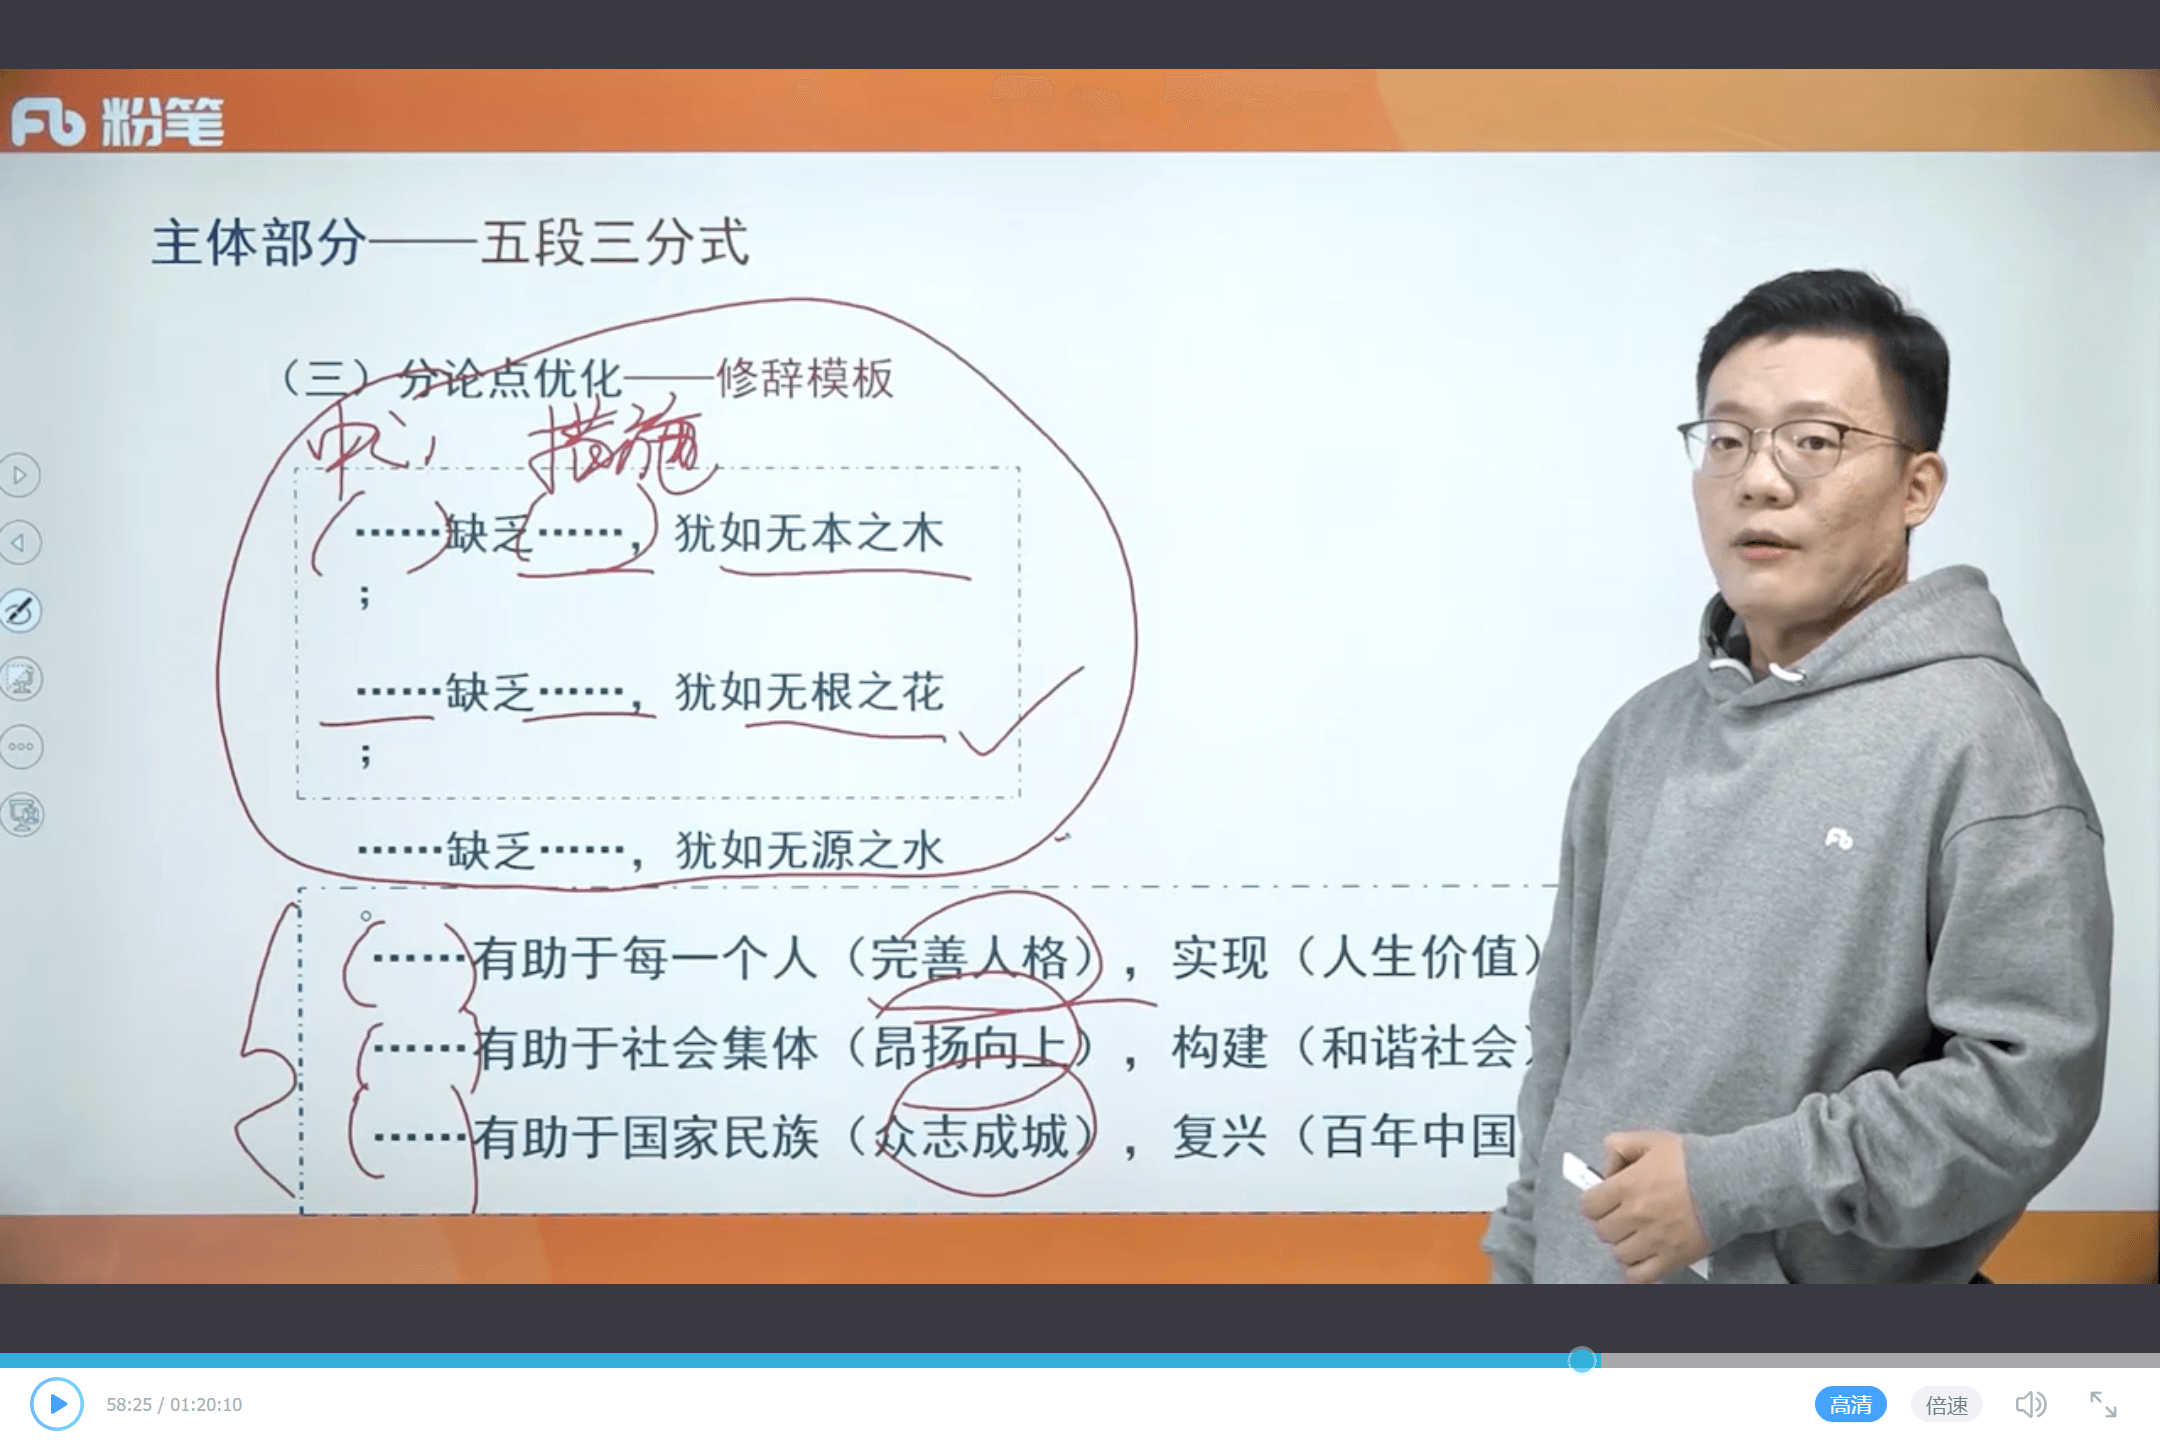 粉笔
主体部分——五段三分式
（三）分论点优化——修辞模板
中心 措施
……缺乏……，犹如无本之木
；
……缺乏……，犹如无根之花
；
……缺乏……，犹如无源之水
。
……有助于每一个人（完善人格），实现（人生价值）
……有助于社会集体（昂扬向上），构建（和谐社会）
……有助于国家民族（众志成城），复兴（百年中国
58:25 / 01:20:10
高清
倍速